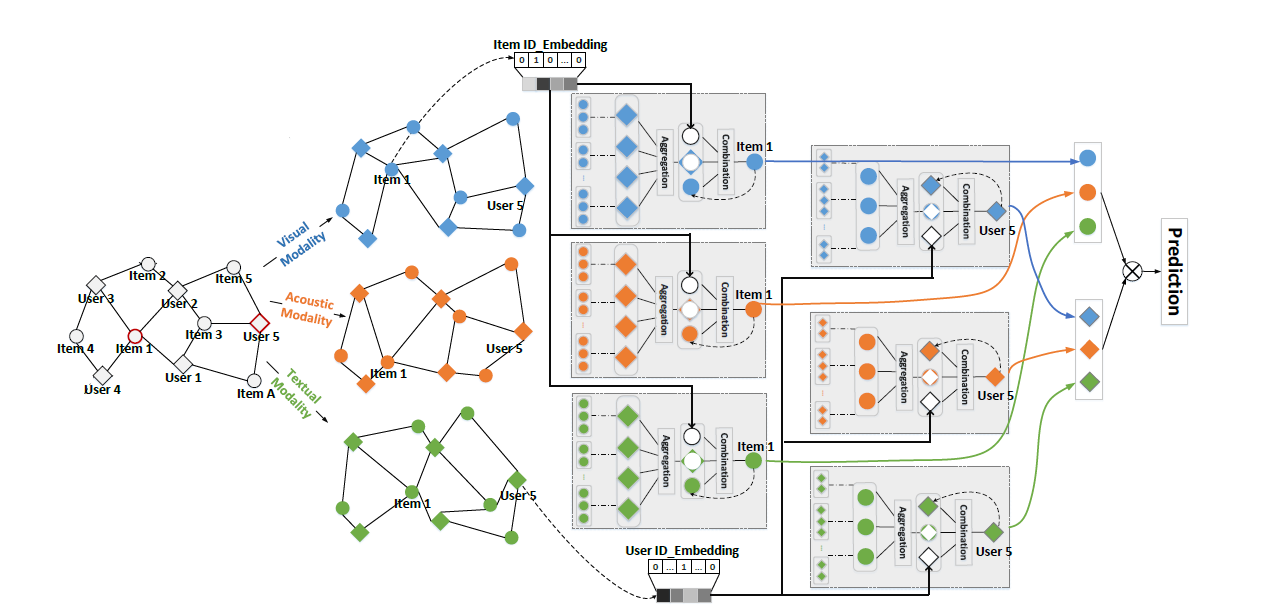 Item ID_Embedding
0 1 0 ... 0
Item 1
User 5
Visual
Modality
Item 2
Item 5
User 3
User 2
Item 4
Item 1
Item 3
User 5
User 4
User 1
Item A
Acoustic
Modality
Item 1
User 5
Textual
Modality
Item 1
User 5
Aggregation
Combination
Item 1
Aggregation
Combination
Item 1
Aggregation
Combination
Item 1
Aggregation
Combination
User 5
Aggregation
Combination
User 5
Aggregation
Combination
User 5
User ID_Embedding
0 ... 1 ... 0
Prediction